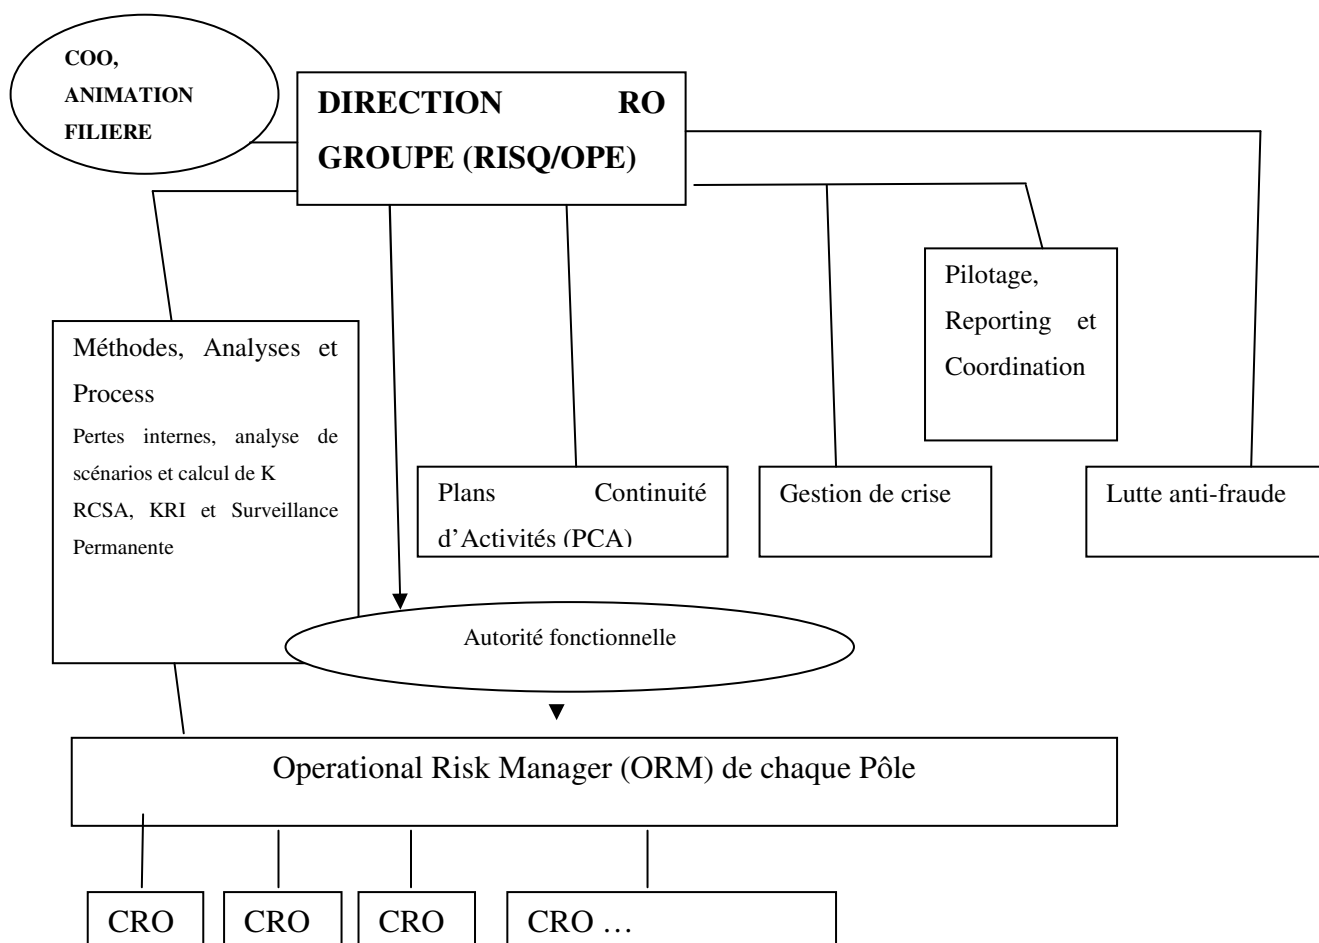 COO,
ANIMATION
FILIERE
DIRECTION RO
GROUPE (RISQ/OPE)
Pilotage,
Reporting et
Coordination
Méthodes, Analyses et
Process
Pertes internes, analyse de
scénarios et calcul de K
RCSA, KRI et Surveillance
Permanente
Plans Continuité
d’Activités (PCA)
Gestion de crise
Lutte anti-fraude
Autorité fonctionnelle
Operational Risk Manager (ORM) de chaque Pôle
CRO
CRO
CRO
CRO …